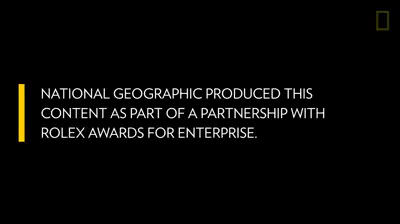 NATIONAL GEOGRAPHIC PRODUCED THIS
CONTENT AS PART OF A PARTNERSHIP WITH
ROLEX AWARDS FOR ENTERPRISE.